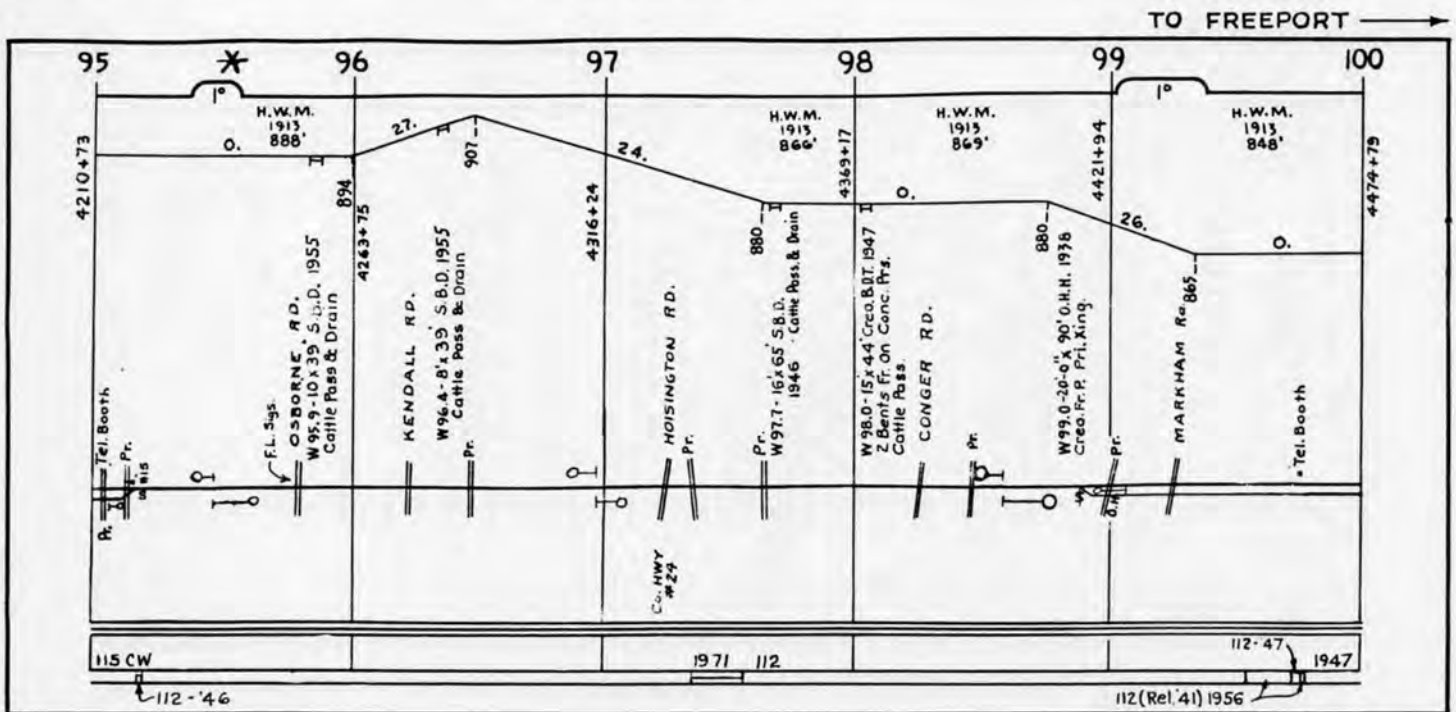 TO FREEPORT
95 96 97 98 99 100
1° 1°
H.W.M.
1913
888'
H.W.M.
1913
866'
H.W.M.
1913
869'
H.W.M.
1913
848'
0. 27. 24. 0. 26. 0.
4210+73
894
4263+75
907
4316+24
880
4369+17
880
4421+94
865
4474+79
Pr.
Tel. Booth
Pr.
F.L. Sys.
OSBORNE RD.
W95.9-10x39' S.B.D. 1955
Cattle Pass & Drain
KENDALL RD.
W96.4-8'x39' S.B.D. 1955
Cattle Pass & Drain
Pr.
HOISINGTON RD.
Co. HWY
#24
Pr.
Pr.
W97.7-16'x65' S.B.D.
1946 Cattle Pass. & Drain
W98.0-15'x44' Creo. B.D.T. 1947
2 Bents Fr. On Conc. Prs.
Cattle Pass.
CONGER RD.
Pr.
W99.0-20-0"x 90' O.H.H. 1938
Creo. Fr. P. Pri. Xing.
Pr.
O.H.
MARKHAM RD.
Tel. Booth
115 CW
112-'46
1971 112
112-'47
1947
112 (Rel.'41) 1956